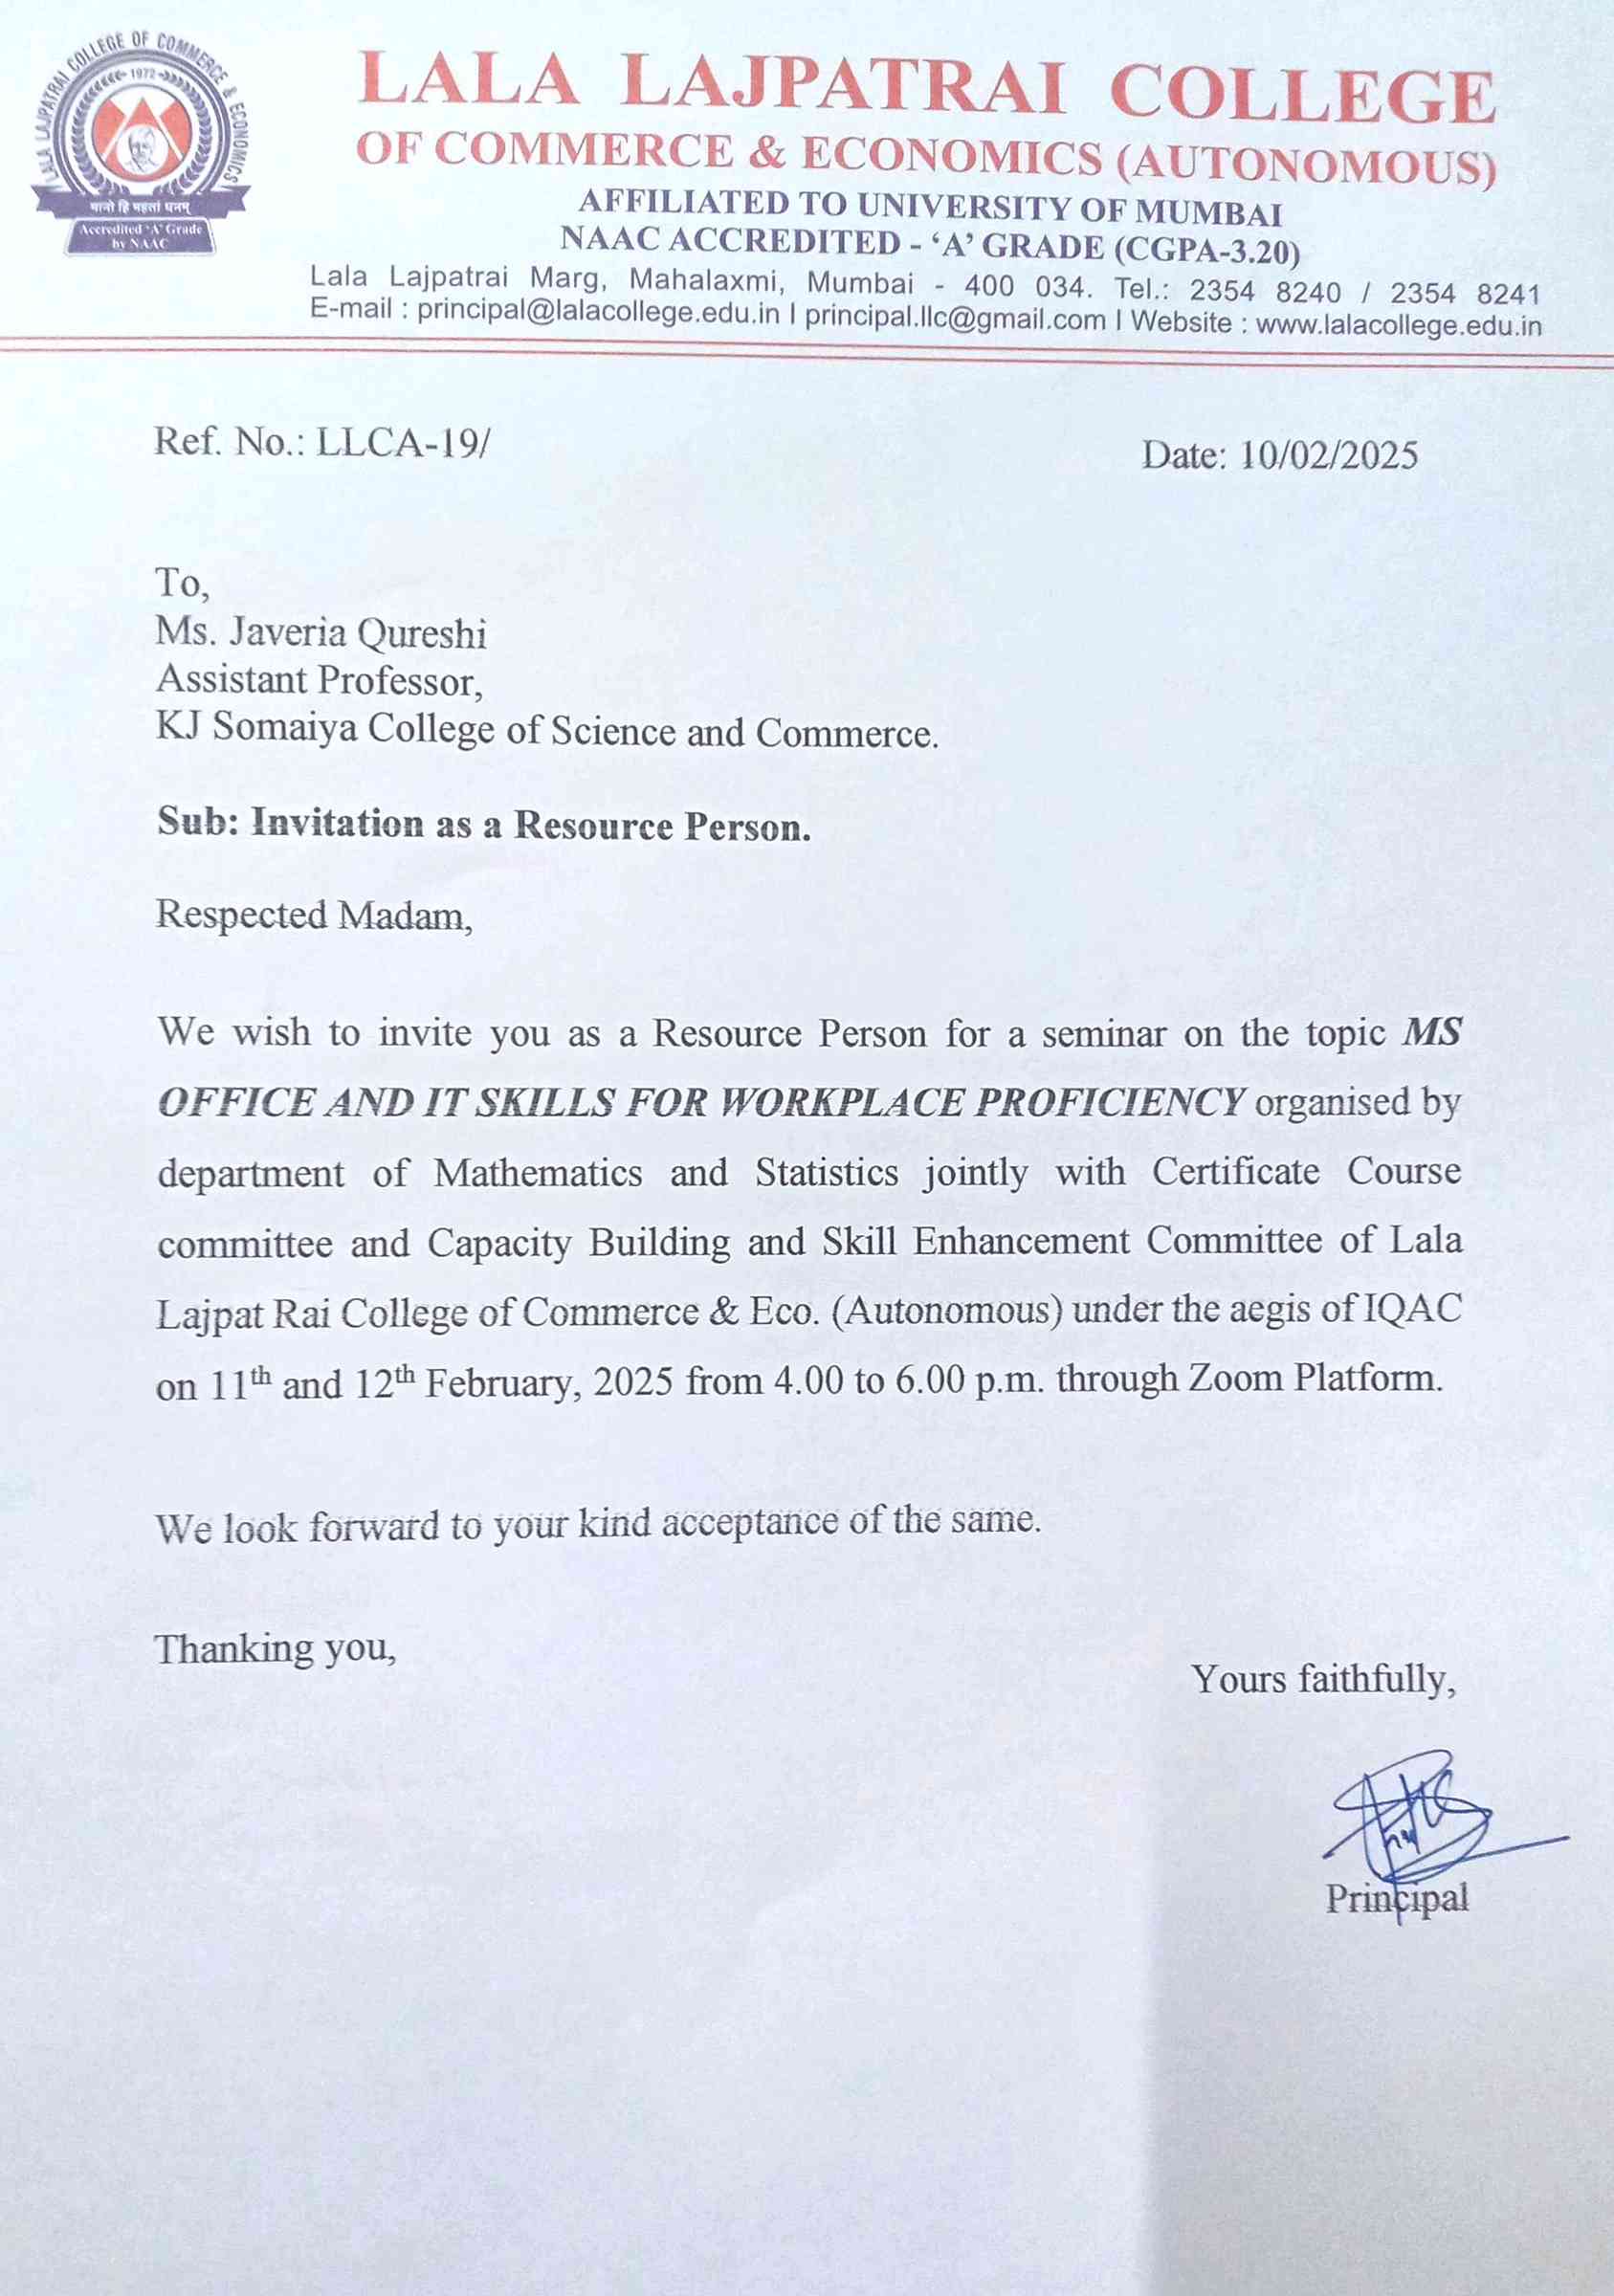 LALA LAJPATRAI COLLEGE OF COMMERCE & ECONOMICS
1972
मानो हि महतां धनम्
Accredited 'A' Grade
by NAAC
LALA LAJPATRAI COLLEGE
OF COMMERCE & ECONOMICS (AUTONOMOUS)
AFFILIATED TO UNIVERSITY OF MUMBAI
NAAC ACCREDITED - ‘A’ GRADE (CGPA-3.20)
Lala Lajpatrai Marg, Mahalaxmi, Mumbai - 400 034. Tel.: 2354 8240 / 2354 8241
E-mail : principal@lalacollege.edu.in I principal.llc@gmail.com I Website : www.lalacollege.edu.in
Ref. No.: LLCA-19/
Date: 10/02/2025
To,
Ms. Javeria Qureshi
Assistant Professor,
KJ Somaiya College of Science and Commerce.
Sub: Invitation as a Resource Person.
Respected Madam,
We wish to invite you as a Resource Person for a seminar on the topic MS
OFFICE AND IT SKILLS FOR WORKPLACE PROFICIENCY organised by
department of Mathematics and Statistics jointly with Certificate Course
committee and Capacity Building and Skill Enhancement Committee of Lala
Lajpat Rai College of Commerce & Eco. (Autonomous) under the aegis of IQAC
on 11th and 12th February, 2025 from 4.00 to 6.00 p.m. through Zoom Platform.
We look forward to your kind acceptance of the same.
Thanking you,
Yours faithfully,
Principal